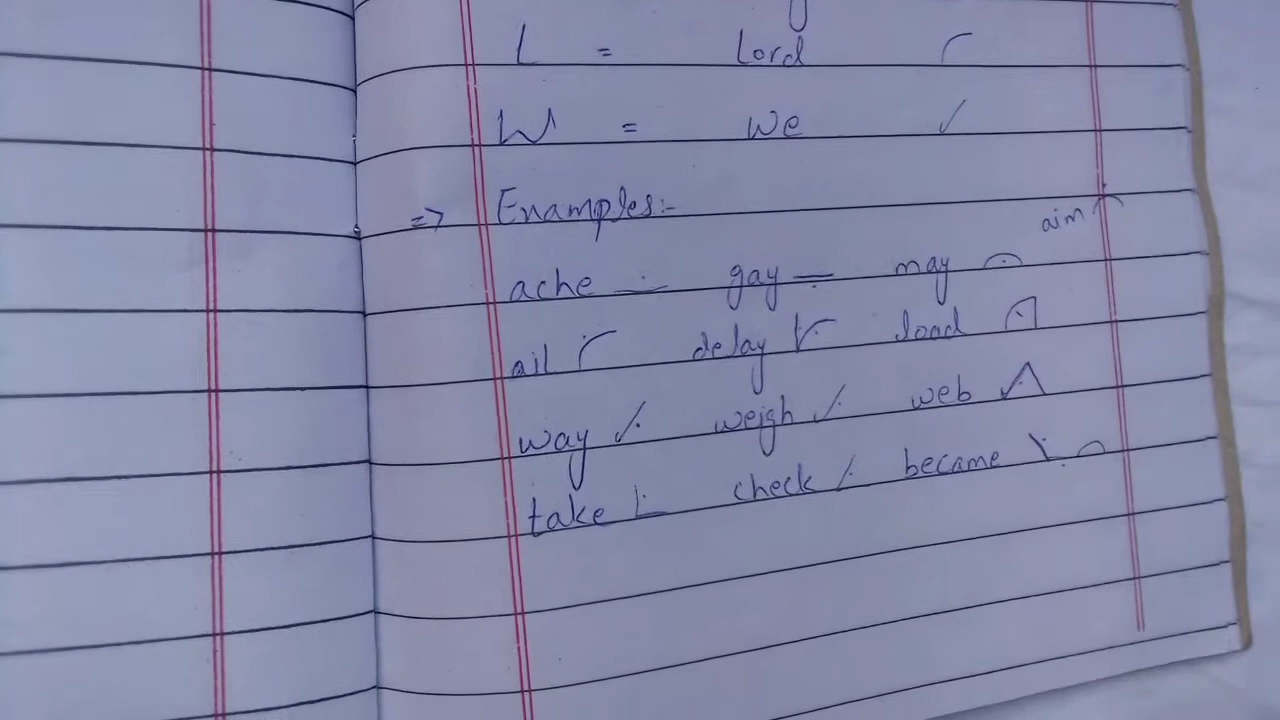 L = Lord
W = we
=> Examples:-
aim
ache gay may
ail delay load
way weigh web
take check became